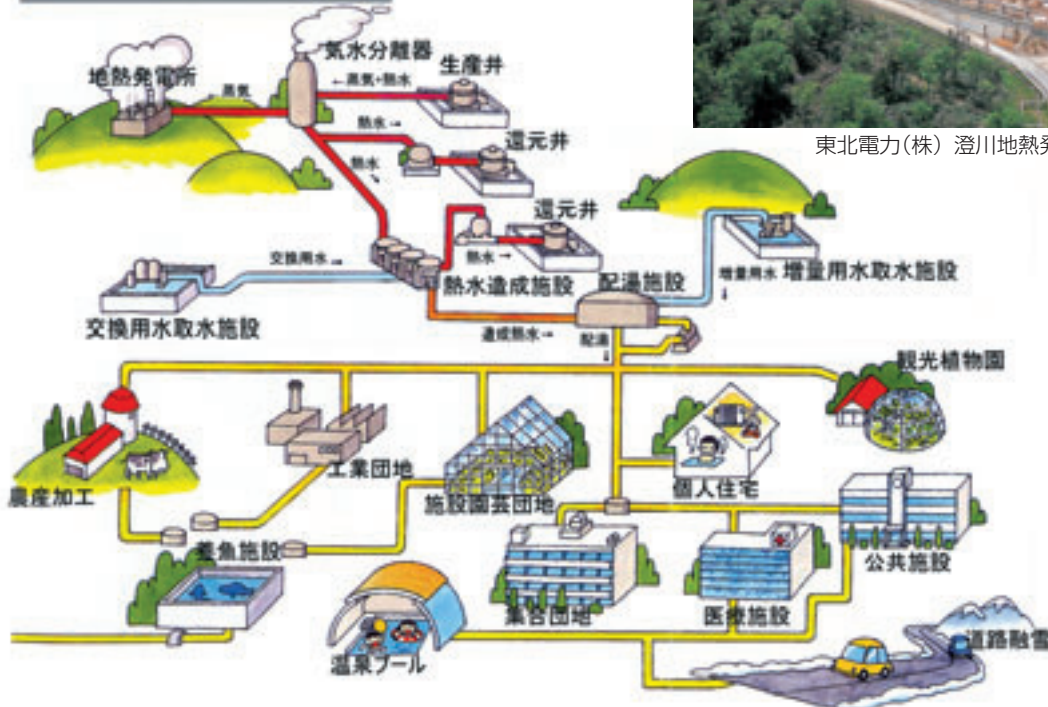 東北電力(株) 澄川地熱発
気水分離器
地熱発電所
蒸気
←蒸気+熱水
生産井
熱水→
還元井
熱水
還元井
熱水→
交換用水→
交換用水取水施設
熱水造成施設
配湯施設
増量用水
増量用水取水施設
造成熱水→
配湯
観光植物園
農産加工
工業団地
施設園芸団地
個人住宅
養魚施設
公共施設
集合団地
医療施設
温泉プール
道路融雪